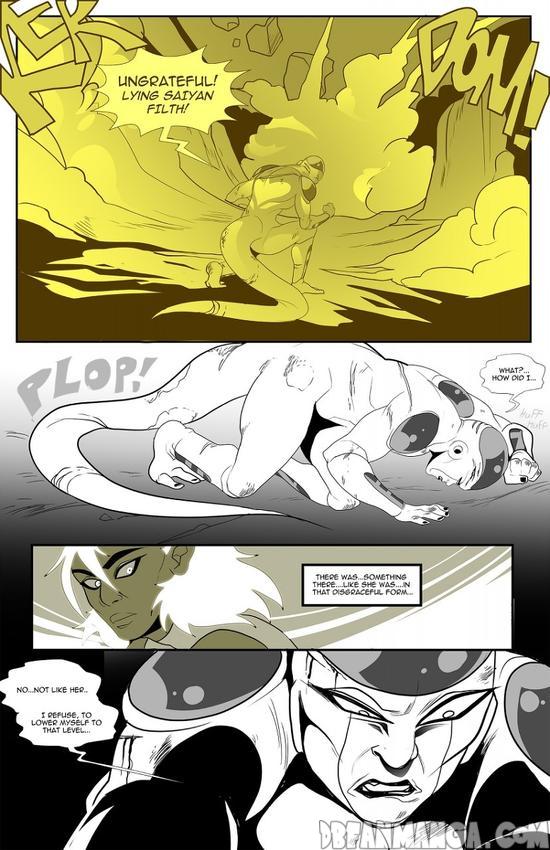 KEK
DOM!
UNGRATEFUL!
LYING SAIYAN
FILTH!
PLOP!
WHAT?...
HOW DID I...
HUFF
HUFF
THERE WAS...SOMETHING
THERE....LIKE SHE WAS....IN
THAT DISGRACEFUL FORM...
NO...NOT LIKE HER..
I REFUSE, TO
LOWER MYSELF TO
THAT LEVEL...
DBFANMANGA.COM